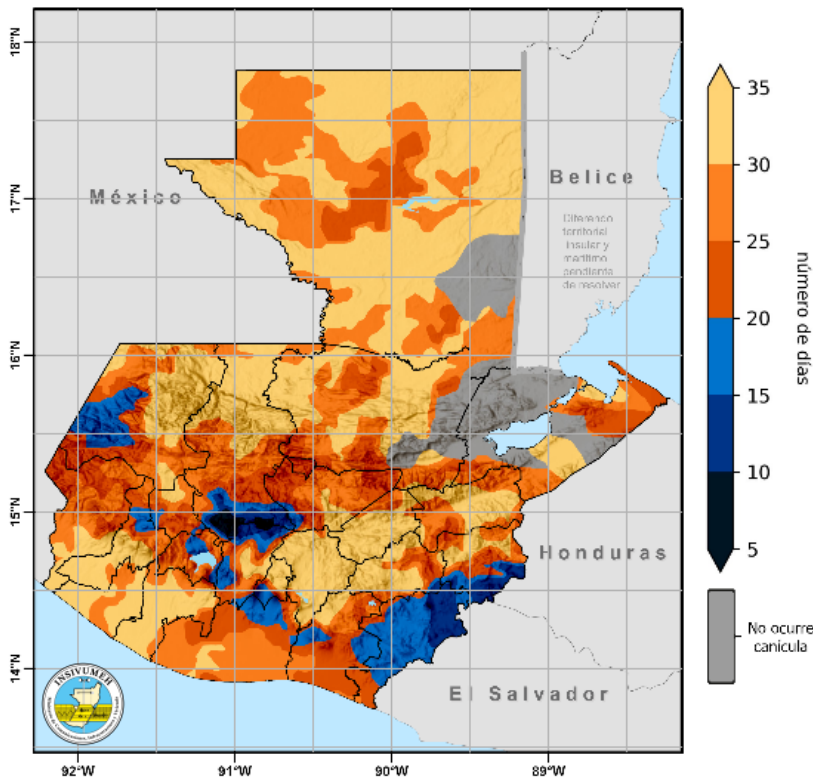 18°N
17°N
16°N
15°N
14°N
92°W
91°W
90°W
89°W
México
Belice
Diferendo
territorial
insular y
marítimo
pendiente
de resolver
Honduras
El Salvador
INSIVUMEH
35
30
25
20
15
10
5
número de días
No ocurre
canícula